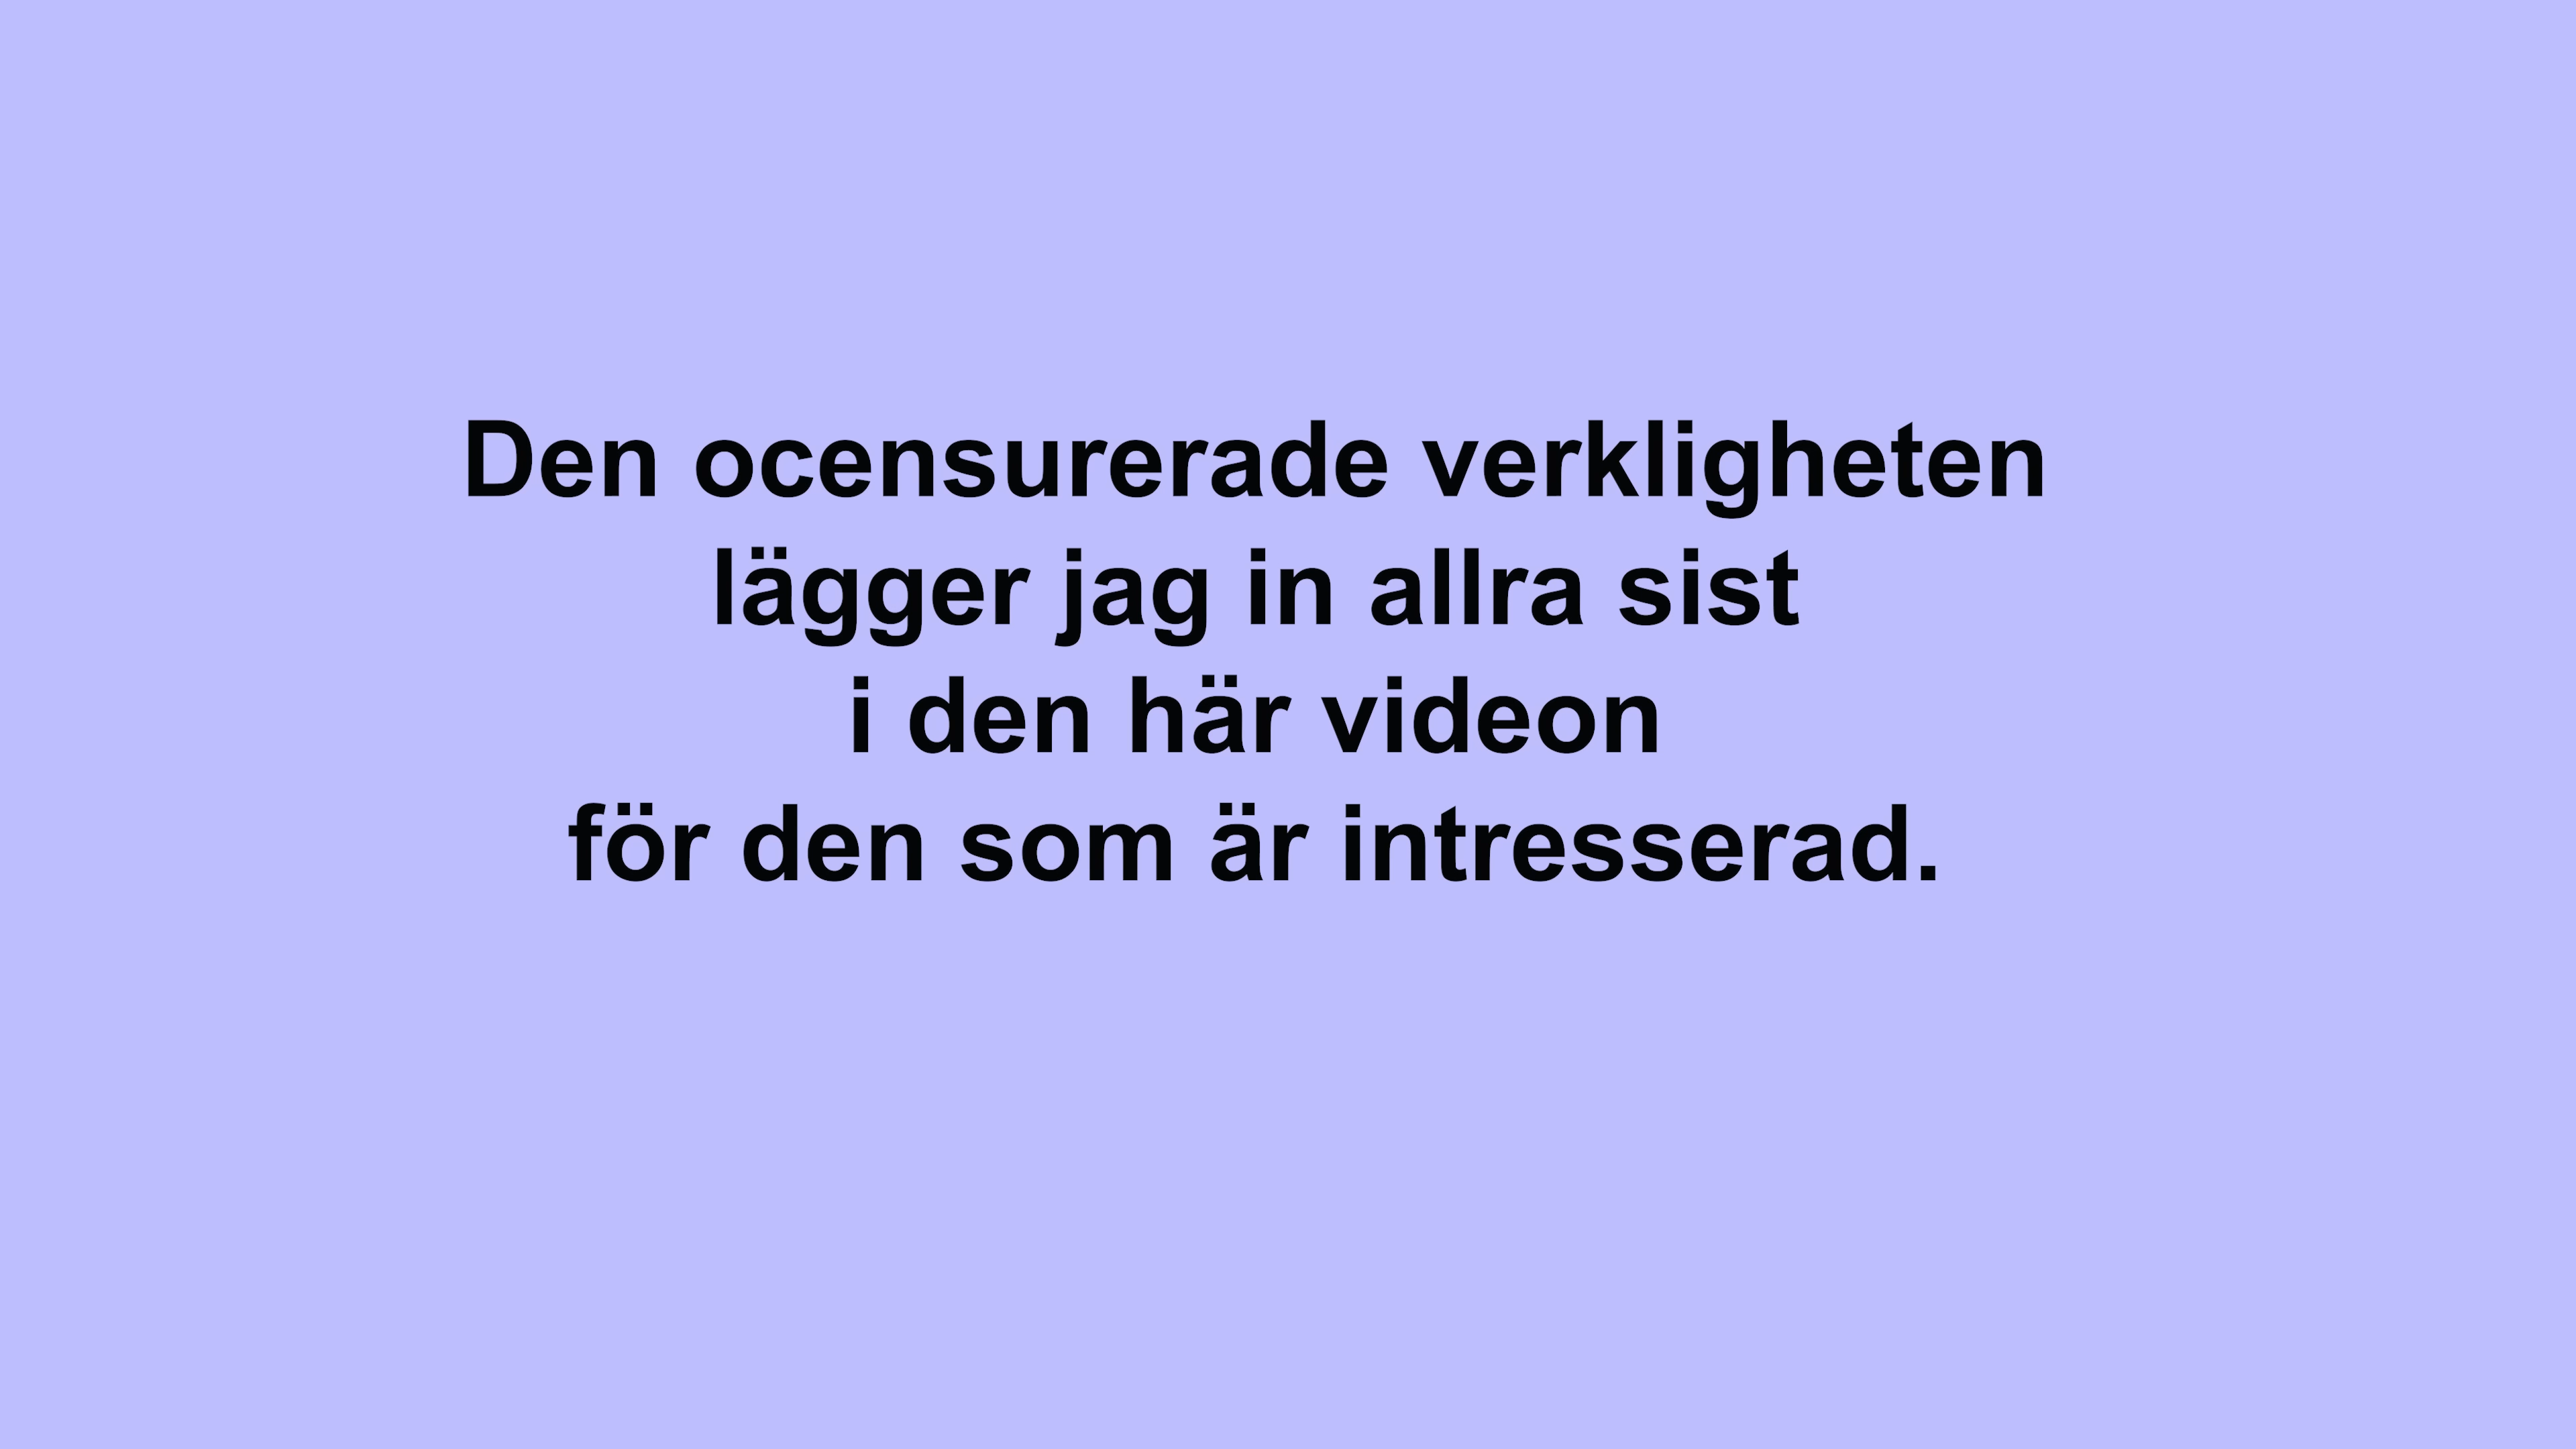 Den ocensurerade verkligheten
lägger jag in allra sist
i den här videon
för den som är intresserad.